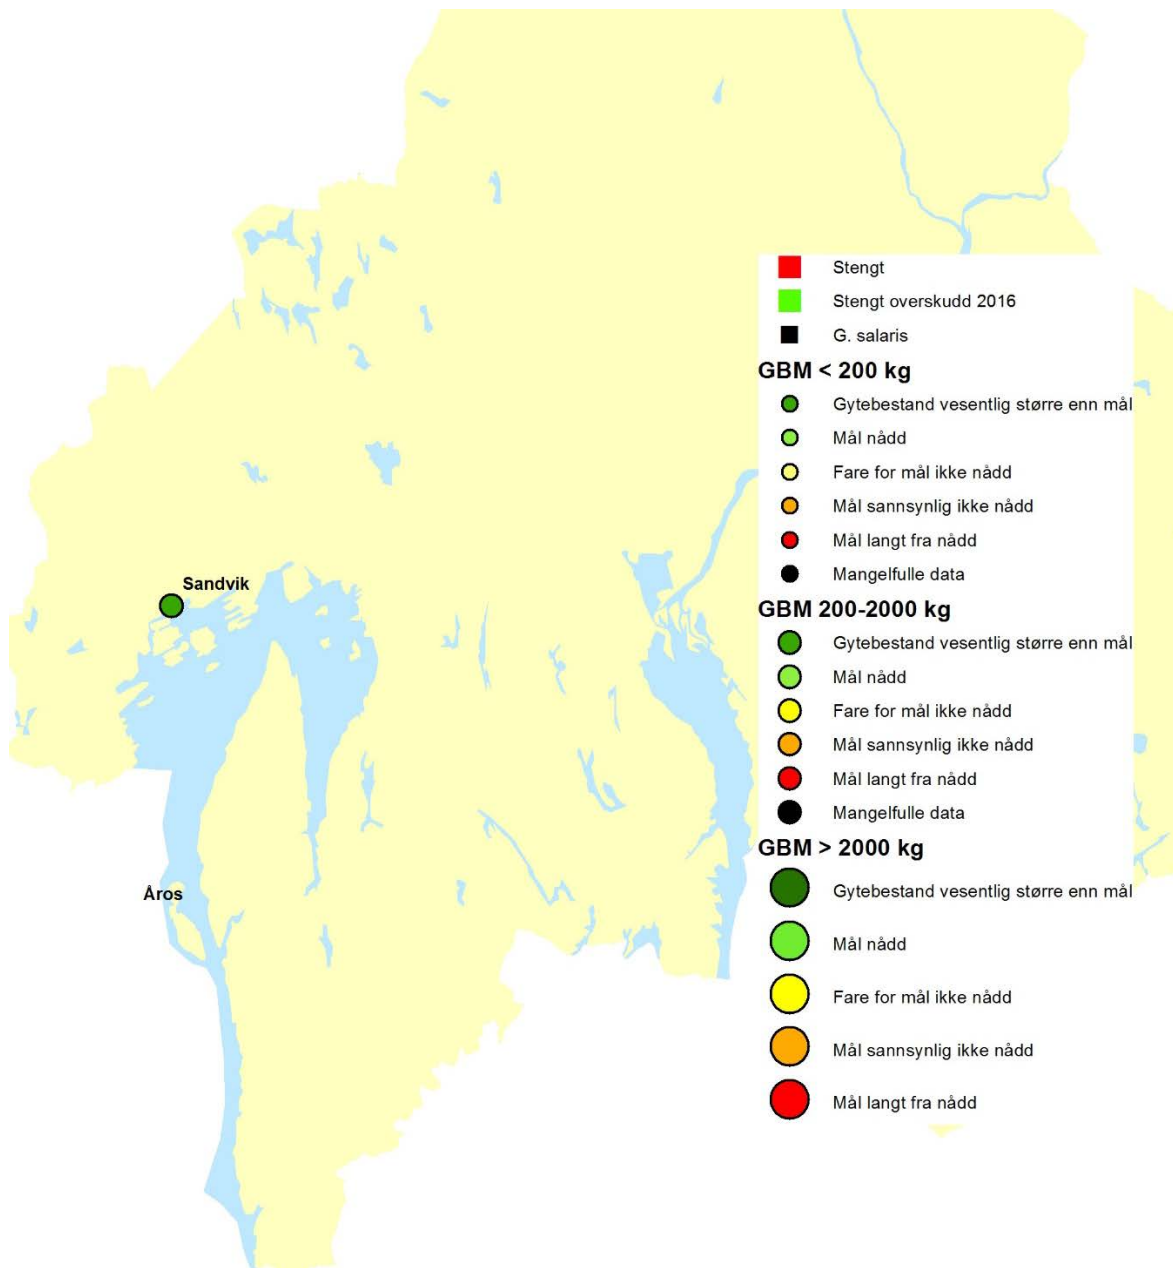 Stengt
Stengt overskudd 2016
G. salaris
GBM < 200 kg
Gytebestand vesentlig større enn mål
Mål nådd
Fare for mål ikke nådd
Mål sannsynlig ikke nådd
Mål langt fra nådd
Mangelfulle data
Sandvik
GBM 200-2000 kg
Gytebestand vesentlig større enn mål
Mål nådd
Fare for mål ikke nådd
Mål sannsynlig ikke nådd
Mål langt fra nådd
Mangelfulle data
GBM > 2000 kg
Gytebestand vesentlig større enn mål
Åros
Mål nådd
Fare for mål ikke nådd
Mål sannsynlig ikke nådd
Mål langt fra nådd